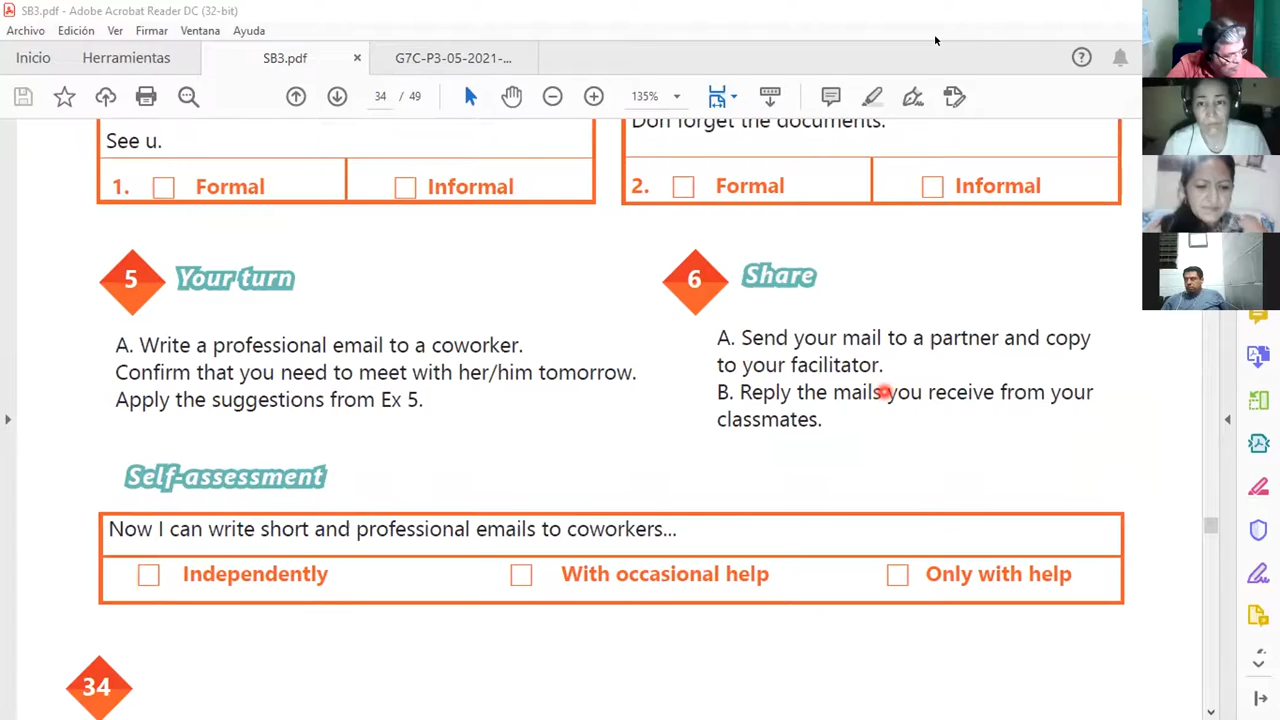 SB3.pdf - Adobe Acrobat Reader DC (32-bit)
Archivo Edición Ver Firmar Ventana Ayuda
Inicio Herramientas SB3.pdf × G7C-P3-05-2021-...
34 / 49 135%
See u.
Don forget the documents.
1. Formal Informal
2. Formal Informal
5 Your turn
A. Write a professional email to a coworker.
Confirm that you need to meet with her/him tomorrow.
Apply the suggestions from Ex 5.
6 Share
A. Send your mail to a partner and copy
to your facilitator.
B. Reply the mails you receive from your
classmates.
Self-assessment
Now I can write short and professional emails to coworkers...
Independently With occasional help Only with help
34